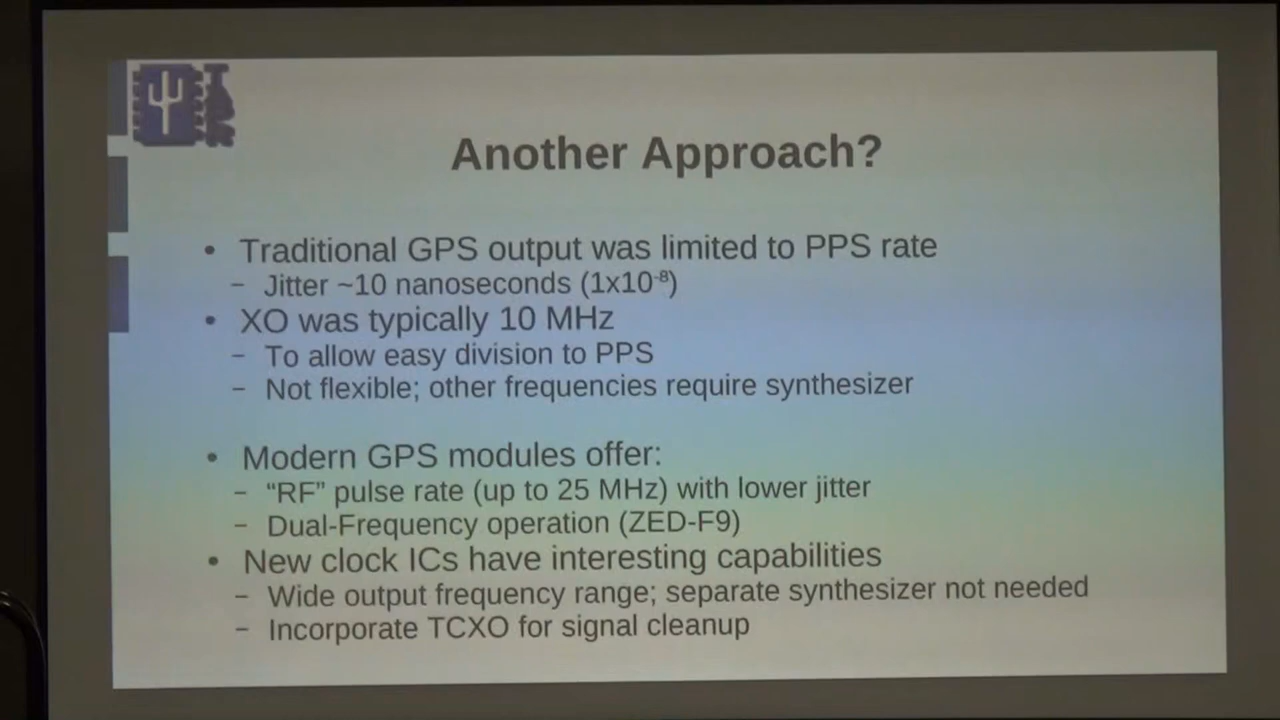 Another Approach?
• Traditional GPS output was limited to PPS rate
– Jitter ~10 nanoseconds (1x10⁻⁸)
• XO was typically 10 MHz
– To allow easy division to PPS
– Not flexible; other frequencies require synthesizer
• Modern GPS modules offer:
– “RF” pulse rate (up to 25 MHz) with lower jitter
– Dual-Frequency operation (ZED-F9)
• New clock ICs have interesting capabilities
– Wide output frequency range; separate synthesizer not needed
– Incorporate TCXO for signal cleanup